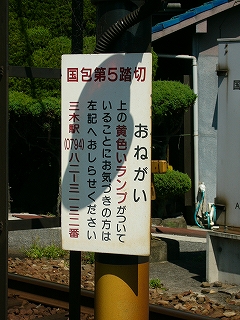 国包第5踏切
おねがい
上の黄色いランプがついて
いることにお気づきの方は
左記へおしらせください
三木駅(0794)八二ー三一二二番